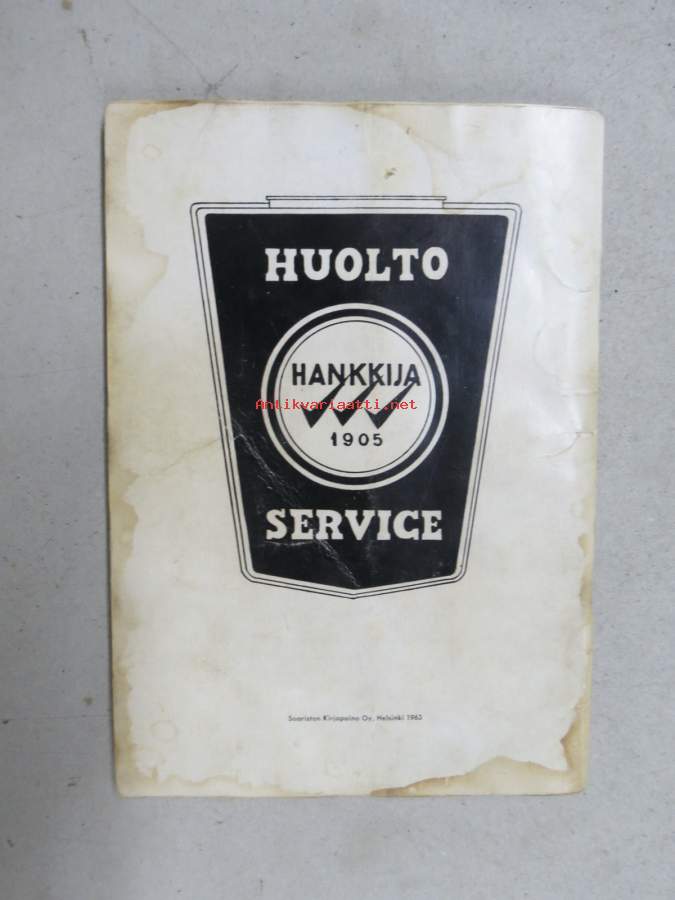 HUOLTO
HANKKIJA
Antikvariaatti.net
1905
SERVICE
Saariston Kirjapaino Oy, Helsinki 1963